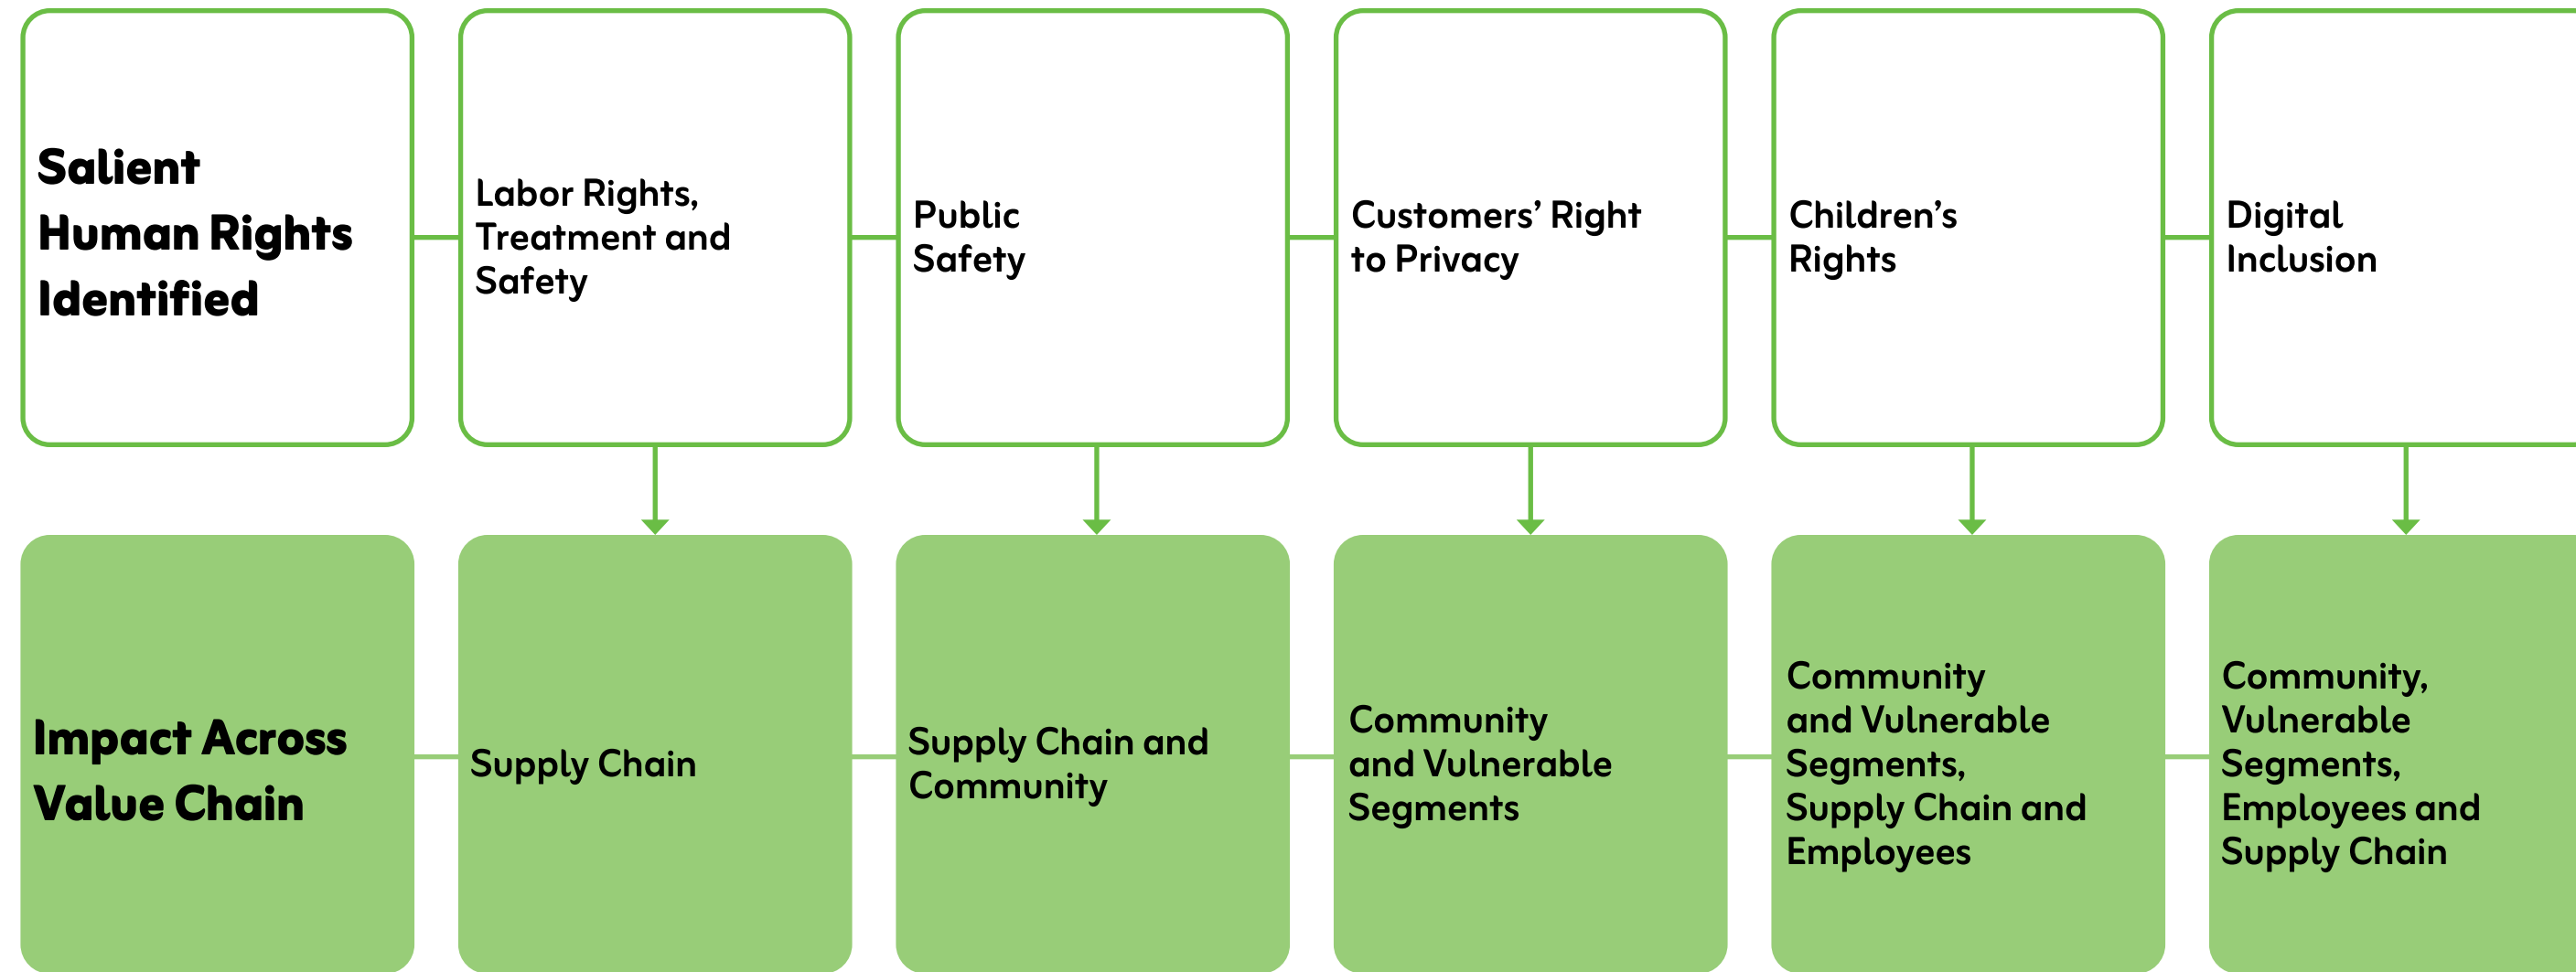 Salient
Human Rights
Identified
Labor Rights,
Treatment and
Safety
Public
Safety
Customers’ Right
to Privacy
Children’s
Rights
Digital
Inclusion
Impact Across
Value Chain
Supply Chain
Supply Chain and
Community
Community
and Vulnerable
Segments
Community
and Vulnerable
Segments,
Supply Chain and
Employees
Community,
Vulnerable
Segments,
Employees and
Supply Chain